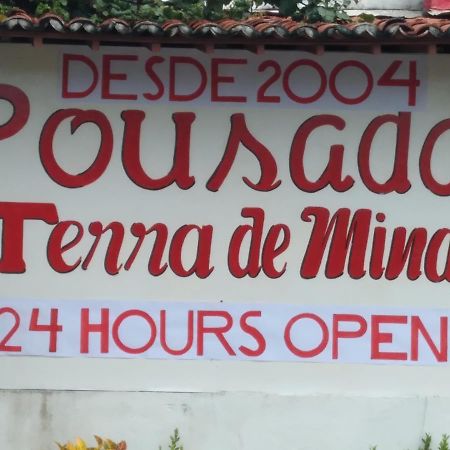 DESDE 2004
Pousada
Terra de Mina
24 HOURS OPEN